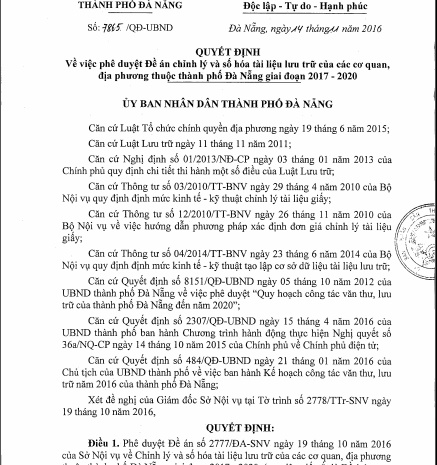 THÀNH PHỐ ĐÀ NẴNG
Độc lập - Tự do - Hạnh phúc
Số: 7865 /QĐ-UBND
Đà Nẵng, ngày 14 tháng 11 năm 2016
QUYẾT ĐỊNH
Về việc phê duyệt Đề án chỉnh lý và số hóa tài liệu lưu trữ của các cơ quan,
địa phương thuộc thành phố Đà Nẵng giai đoạn 2017 - 2020
ỦY BAN NHÂN DÂN THÀNH PHỐ ĐÀ NẴNG
Căn cứ Luật Tổ chức chính quyền địa phương ngày 19 tháng 6 năm 2015;
Căn cứ Luật Lưu trữ ngày 11 tháng 11 năm 2011;
Căn cứ Nghị định số 01/2013/NĐ-CP ngày 03 tháng 01 năm 2013 của
Chính phủ quy định chi tiết thi hành một số điều của Luật Lưu trữ;
Căn cứ Thông tư số 03/2010/TT-BNV ngày 29 tháng 4 năm 2010 của Bộ
Nội vụ quy định định mức kinh tế - kỹ thuật chỉnh lý tài liệu giấy;
Căn cứ Thông tư số 12/2010/TT-BNV ngày 26 tháng 11 năm 2010 của
Bộ Nội vụ về việc hướng dẫn phương pháp xác định đơn giá chỉnh lý tài liệu
giấy;
Căn cứ Thông tư số 04/2014/TT-BNV ngày 23 tháng 6 năm 2014 của Bộ
Nội vụ quy định định mức kinh tế - kỹ thuật tạo lập cơ sở dữ liệu tài liệu lưu trữ;
Căn cứ Quyết định số 8151/QĐ-UBND ngày 05 tháng 10 năm 2012 của
UBND thành phố Đà Nẵng về việc phê duyệt “Quy hoạch công tác văn thư, lưu
trữ của thành phố Đà Nẵng đến năm 2020”;
Căn cứ Quyết định số 2307/QĐ-UBND ngày 15 tháng 4 năm 2016 của
UBND thành phố ban hành Chương trình hành động thực hiện Nghị quyết số
36a/NQ-CP ngày 14 tháng 10 năm 2015 của Chính phủ về Chính phủ điện tử;
Căn cứ Quyết định số 484/QĐ-UBND ngày 21 tháng 01 năm 2016 của
Chủ tịch của UBND thành phố về việc ban hành Kế hoạch công tác văn thư, lưu
trữ năm 2016 của thành phố Đà Nẵng;
Xét đề nghị của Giám đốc Sở Nội vụ tại Tờ trình số 2778/TTr-SNV ngày
19 tháng 10 năm 2016,
QUYẾT ĐỊNH:
Điều 1. Phê duyệt Đề án số 2777/ĐA-SNV ngày 19 tháng 10 năm 2016
của Sở Nội vụ về Chỉnh lý và số hóa tài liệu lưu trữ của các cơ quan, địa phương